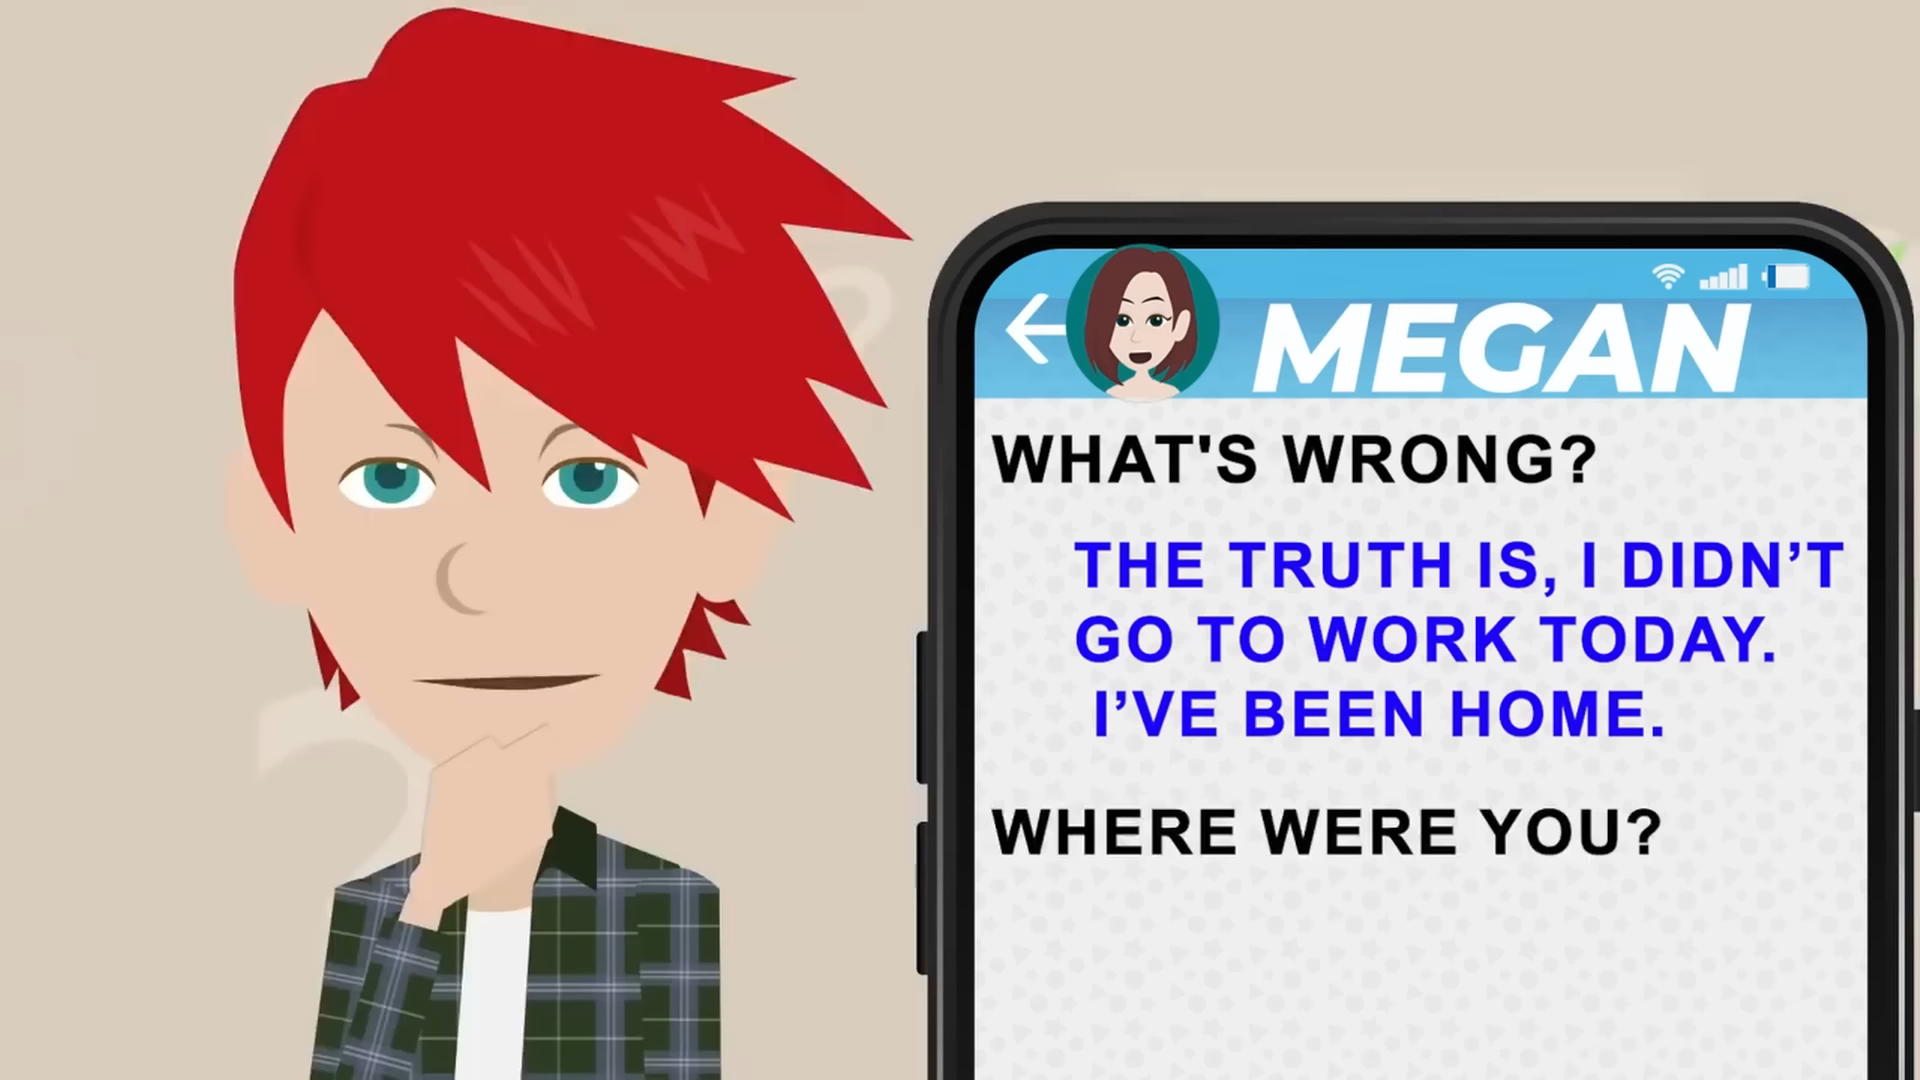 MEGAN
WHAT'S WRONG?
THE TRUTH IS, I DIDN’T
GO TO WORK TODAY.
I’VE BEEN HOME.
WHERE WERE YOU?